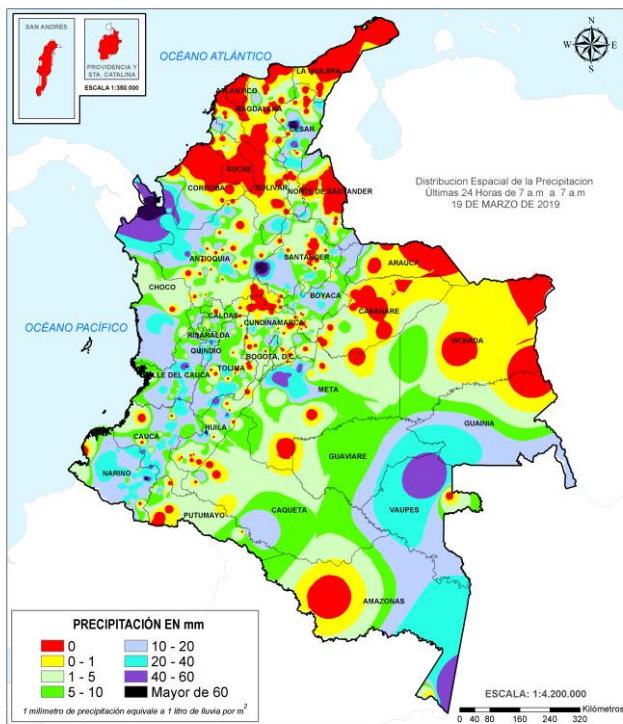 SAN ANDRÉS
PROVIDENCIA Y
STA. CATALINA
ESCALA 1:350.000
OCÉANO ATLÁNTICO
N
W
E
S
LA GUAJIRA
ATLANTICO
MAGDALENA
CESAR
Distribucion Espacial de la Precipitacion
Últimas 24 Horas de 7 a.m a 7 a.m
19 DE MARZO DE 2019
SUCRE
CORDOBA
BOLIVAR
NORTE DE SANTANDER
ANTIOQUIA
SANTANDER
ARAUCA
CHOCO
BOYACA
OCÉANO PACÍFICO
CALDAS
CUNDINAMARCA
CASANARE
RISARALDA
VICHADA
QUINDIO
BOGOTA, D.C.
TOLIMA
VALLE DEL CAUCA
META
GUAINIA
CAUCA
HUILA
GUAVIARE
NARIÑO
VAUPES
PUTUMAYO
CAQUETA
AMAZONAS
PRECIPITACIÓN EN mm
0
10 - 20
0 - 1
20 - 40
1 - 5
40 - 60
5 - 10
Mayor de 60
1 milimetro de precipitación equivale a 1 litro de lluvia por m2
ESCALA: 1:4.200.000
Kilómetros
0 40 80 160 240 320